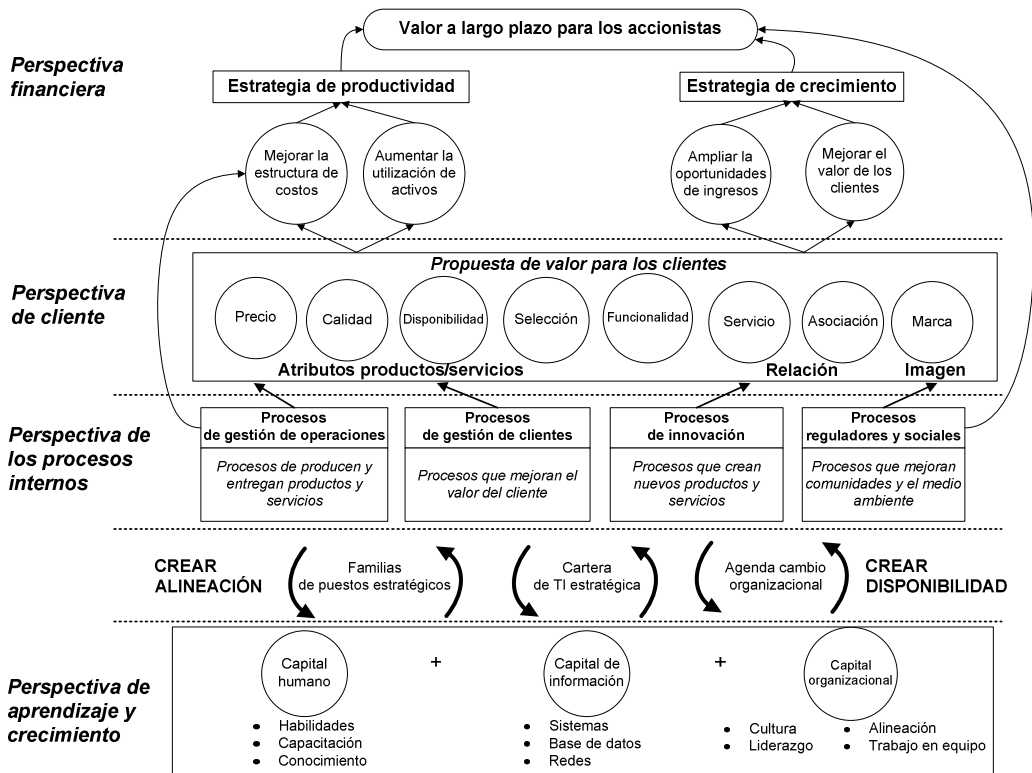 Valor a largo plazo para los accionistas
Perspectiva
financiera
Estrategia de productividad
Estrategia de crecimiento
Mejorar la
estructura de
costos
Aumentar la
utilización de
activos
Ampliar la
oportunidades
de ingresos
Mejorar el
valor de los
clientes
Perspectiva
de cliente
Propuesta de valor para los clientes
Precio
Calidad
Disponibilidad
Selección
Funcionalidad
Servicio
Asociación
Marca
Atributos productos/servicios
Relación
Imagen
Perspectiva de
los procesos
internos
Procesos
de gestión de operaciones
Procesos de producen y
entregan productos y
servicios
Procesos
de gestión de clientes
Procesos que mejoran el
valor del cliente
Procesos
de innovación
Procesos que crean
nuevos productos y
servicios
Procesos
reguladores y sociales
Procesos que mejoran
comunidades y el medio
ambiente
CREAR
ALINEACIÓN
Familias
de puestos estratégicos
Cartera
de TI estratégica
Agenda cambio
organizacional
CREAR
DISPONIBILIDAD
Perspectiva de
aprendizaje y
crecimiento
Capital
humano
+
Capital de
información
+
Capital
organizacional
• Habilidades
• Capacitación
• Conocimiento
• Sistemas
• Base de datos
• Redes
• Cultura
• Liderazgo
• Alineación
• Trabajo en equipo